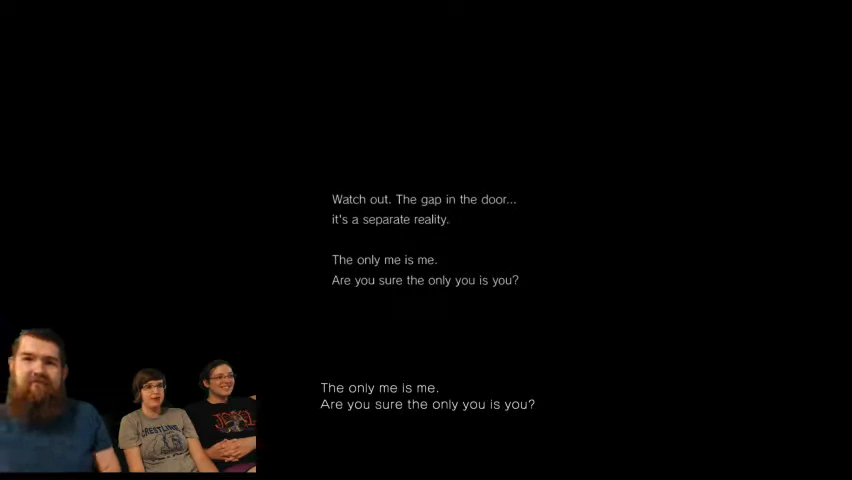 Watch out. The gap in the door...
it's a separate reality.
The only me is me.
Are you sure the only you is you?
The only me is me.
Are you sure the only you is you?